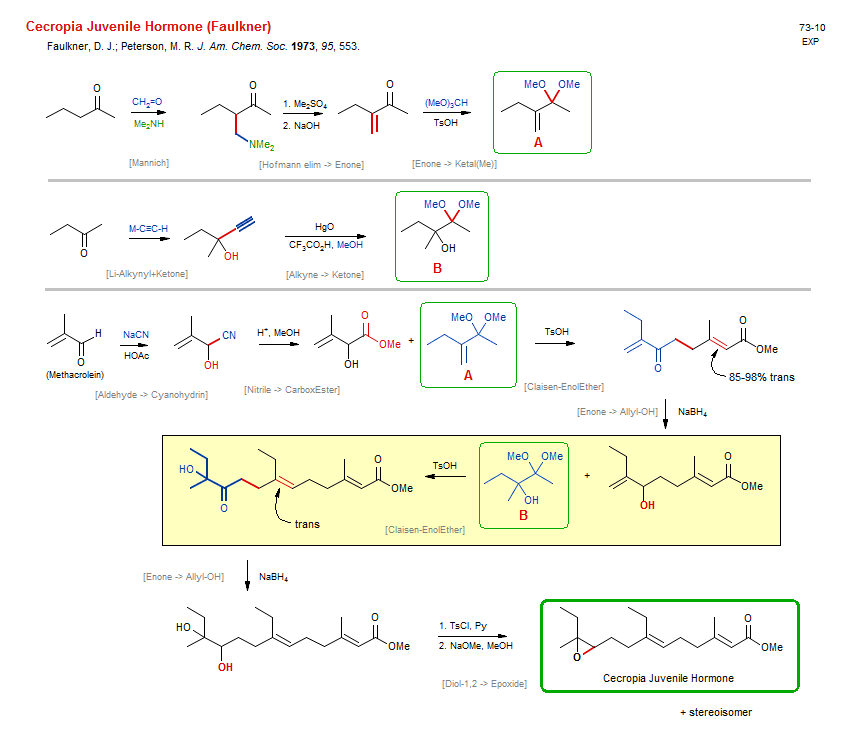 Cecropia Juvenile Hormone (Faulkner)
73-10
EXP
Faulkner, D. J.; Peterson, M. R. J. Am. Chem. Soc. 1973, 95, 553.
O
CH₂=O
Me₂NH
[Mannich]
O
NMe₂
1. Me₂SO₄
2. NaOH
[Hofmann elim -> Enone]
O
(MeO)₃CH
TsOH
[Enone -> Ketal(Me)]
MeO OMe
A
O
M-C≡C-H
[Li-Alkynyl+Ketone]
OH
HgO
CF₃CO₂H, MeOH
[Alkyne -> Ketone]
MeO OMe
OH
B
H
O
(Methacrolein)
NaCN
HOAc
[Aldehyde -> Cyanohydrin]
CN
OH
H⁺, MeOH
[Nitrile -> CarboxEster]
O
OMe
OH
+
MeO OMe
A
TsOH
[Claisen-EnolEther]
O
O
OMe
85-98% trans
[Enone -> Allyl-OH]
NaBH₄
HO
O
O
OMe
trans
TsOH
[Claisen-EnolEther]
MeO OMe
OH
B
+
OH
O
OMe
[Enone -> Allyl-OH]
NaBH₄
HO
OH
O
OMe
1. TsCl, Py
2. NaOMe, MeOH
[Diol-1,2 -> Epoxide]
O
O
OMe
Cecropia Juvenile Hormone
+ stereoisomer